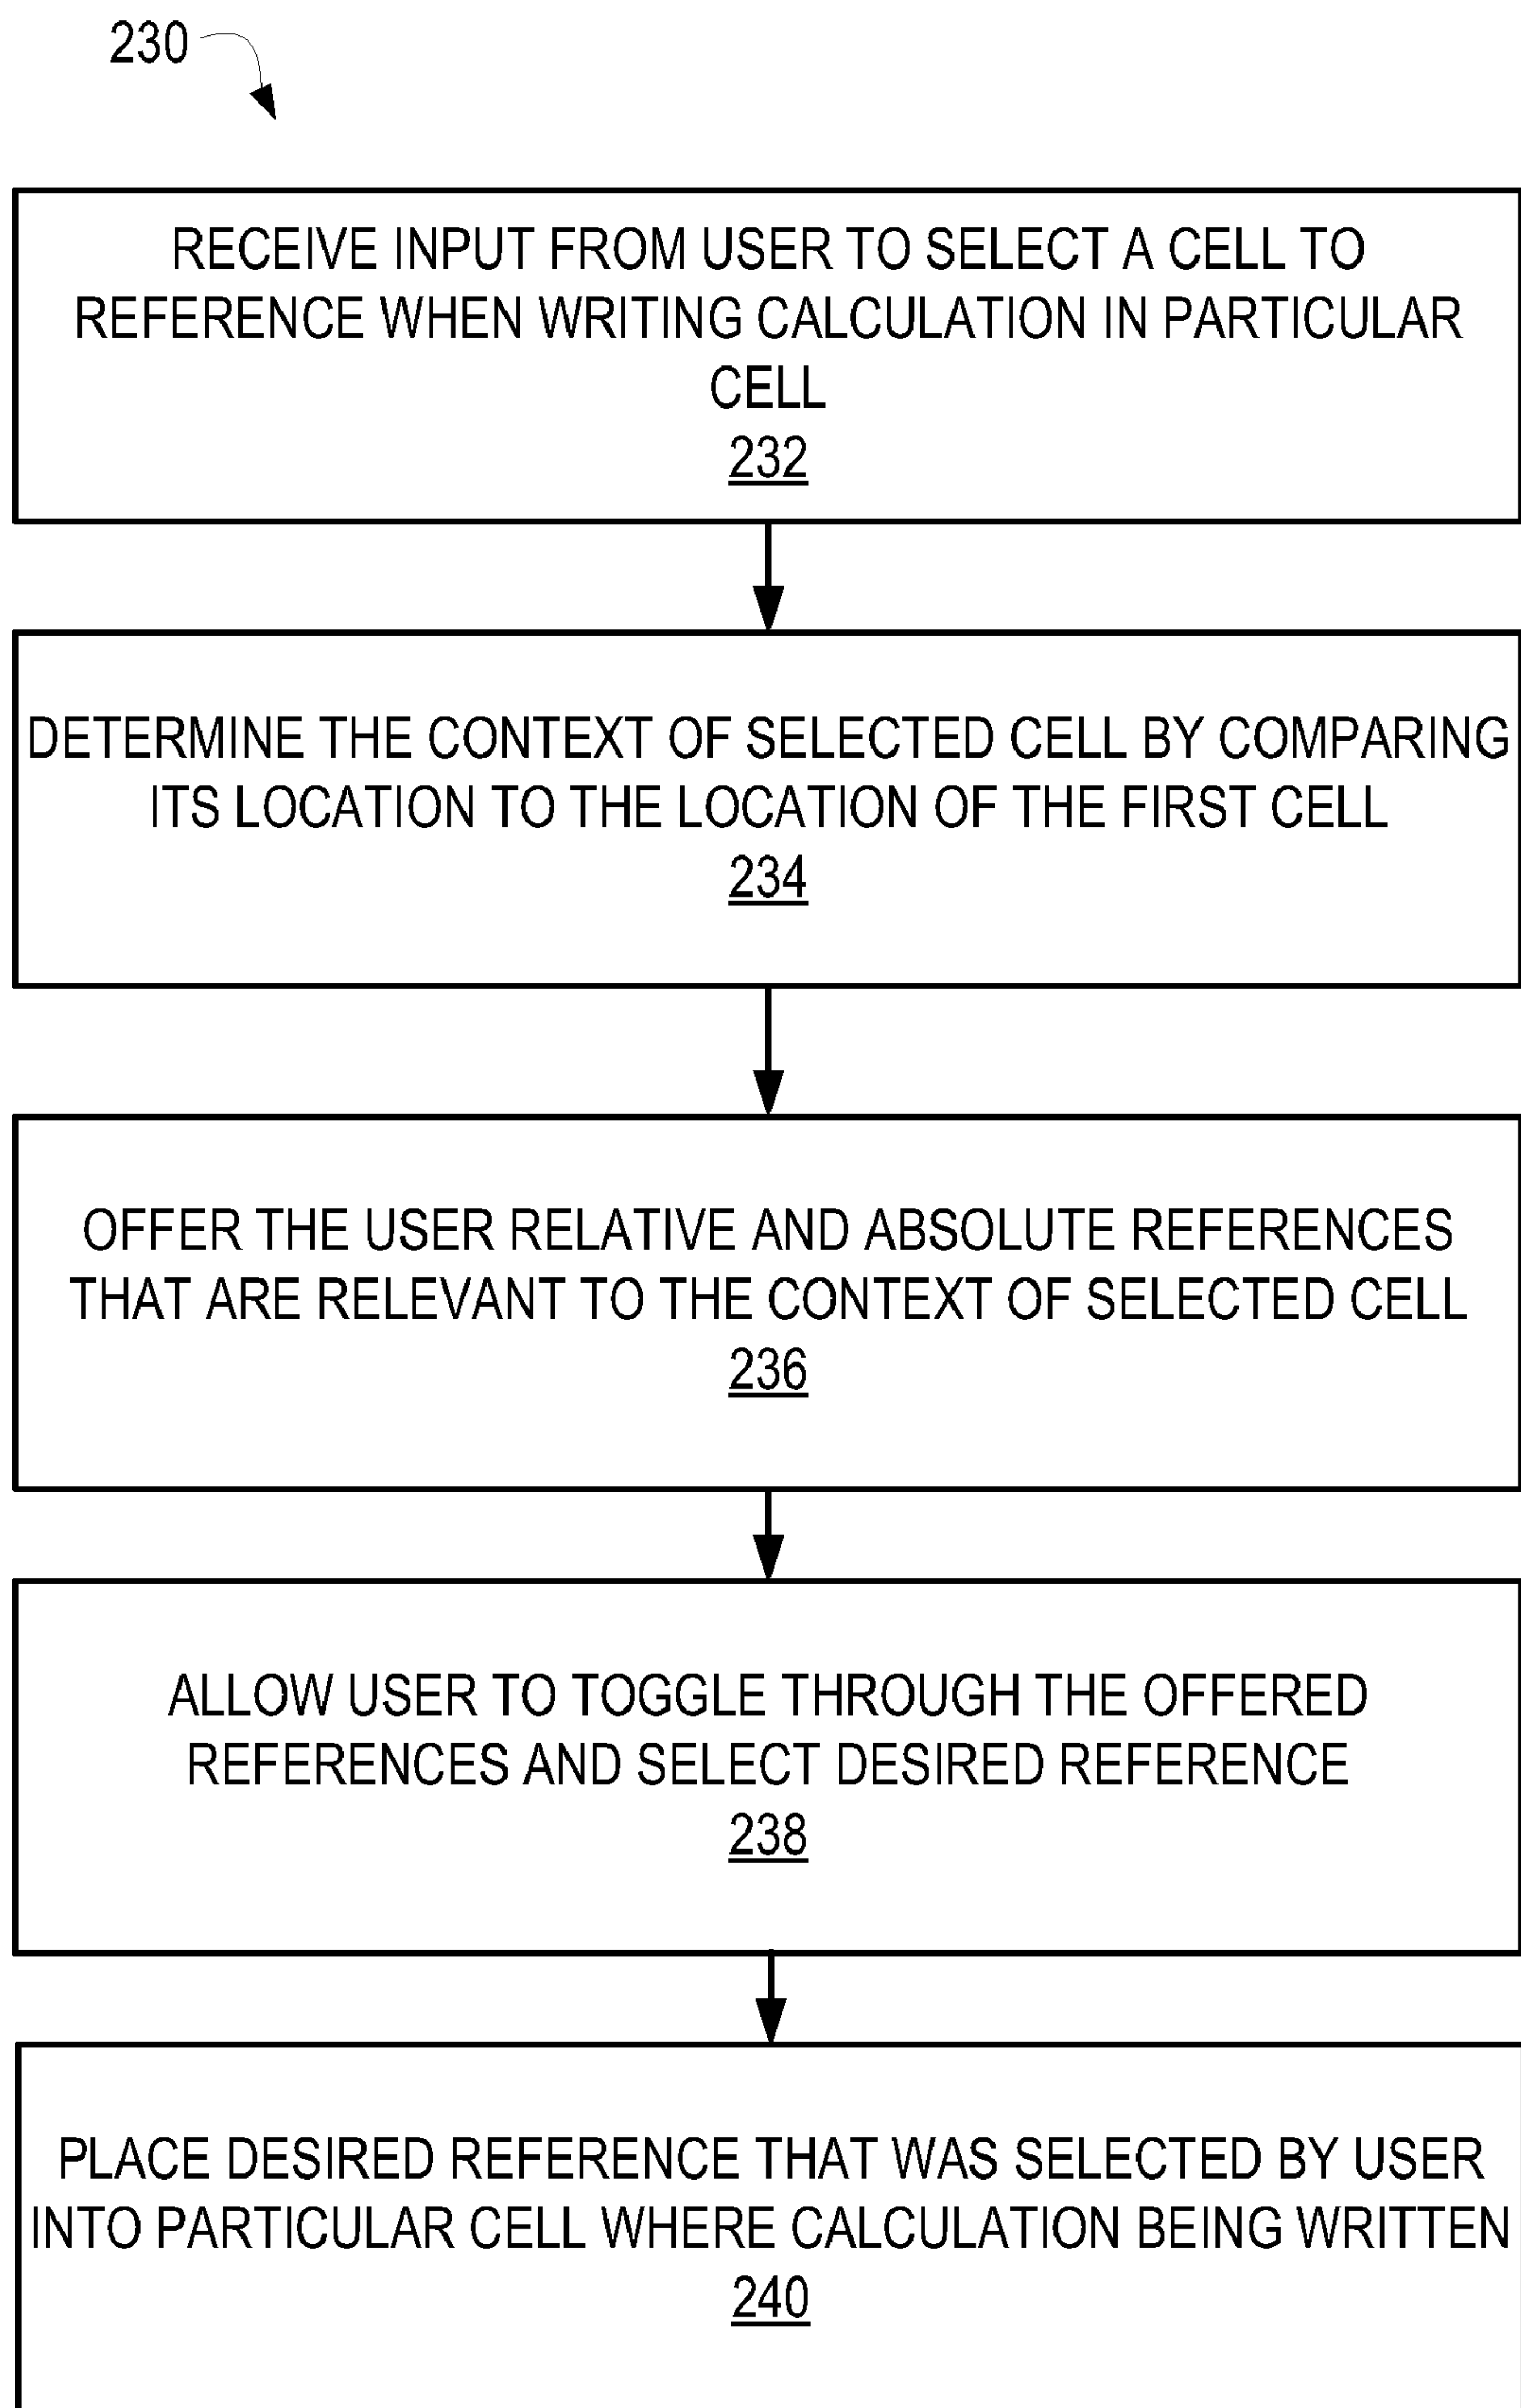 230
RECEIVE INPUT FROM USER TO SELECT A CELL TO
REFERENCE WHEN WRITING CALCULATION IN PARTICULAR
CELL
232
DETERMINE THE CONTEXT OF SELECTED CELL BY COMPARING
ITS LOCATION TO THE LOCATION OF THE FIRST CELL
234
OFFER THE USER RELATIVE AND ABSOLUTE REFERENCES
THAT ARE RELEVANT TO THE CONTEXT OF SELECTED CELL
236
ALLOW USER TO TOGGLE THROUGH THE OFFERED
REFERENCES AND SELECT DESIRED REFERENCE
238
PLACE DESIRED REFERENCE THAT WAS SELECTED BY USER
INTO PARTICULAR CELL WHERE CALCULATION BEING WRITTEN
240